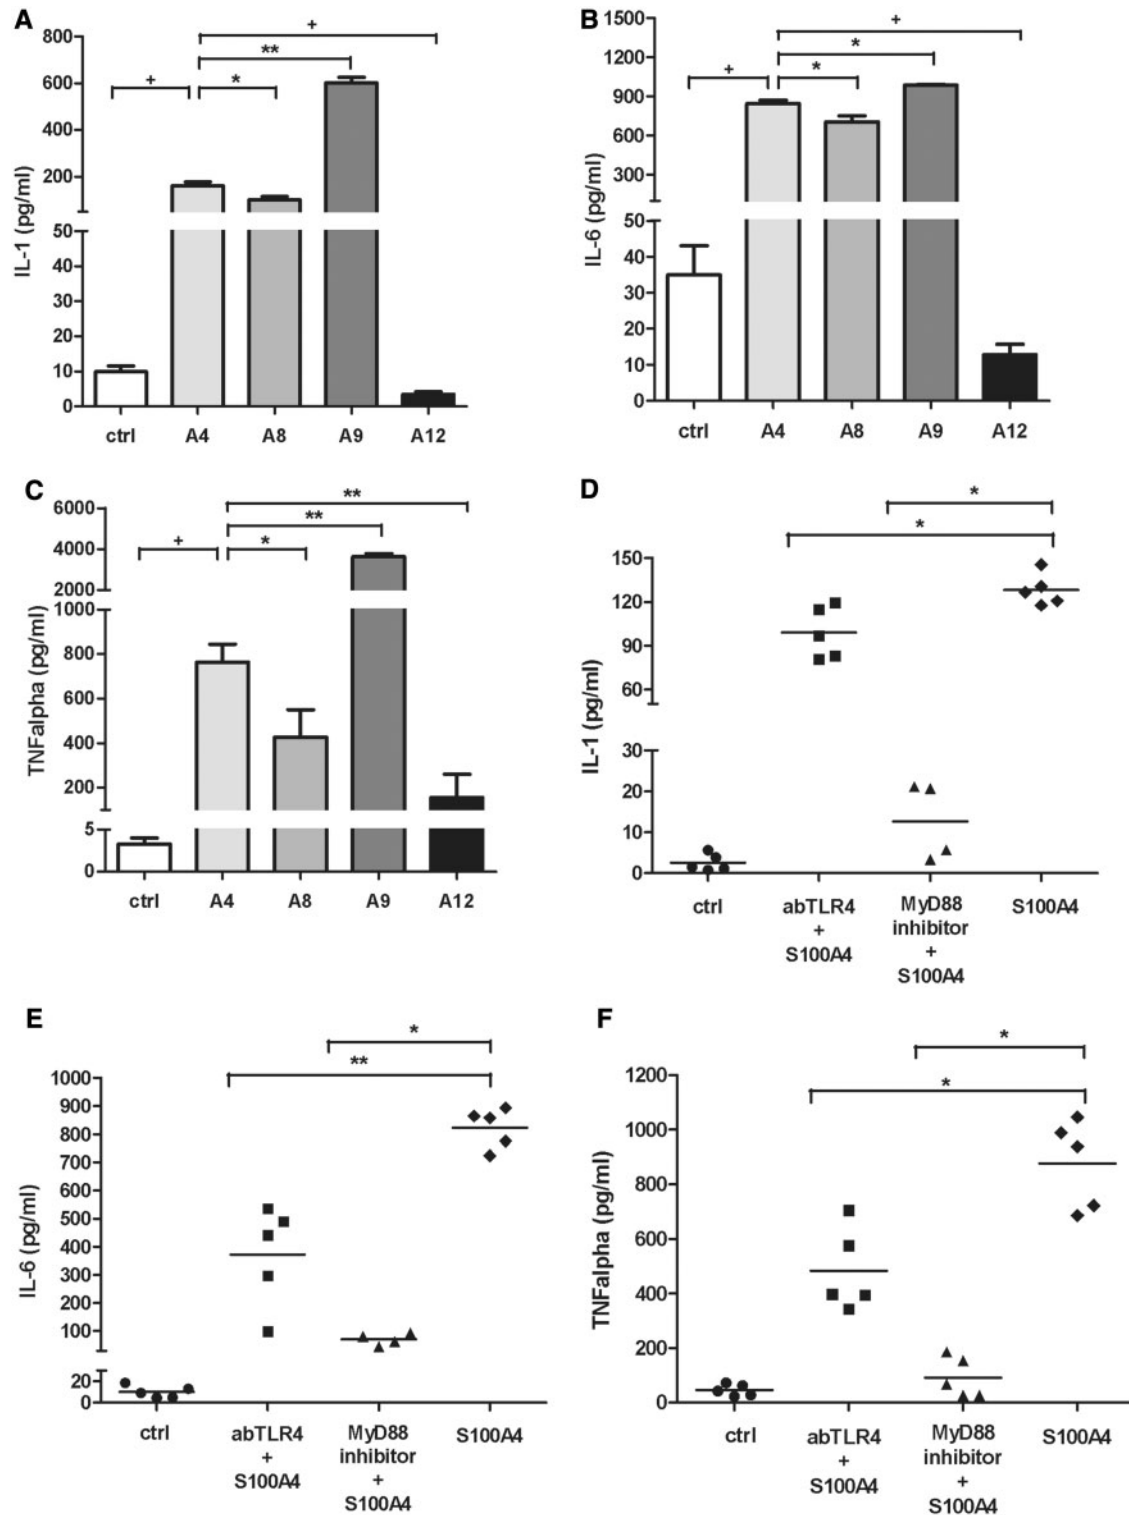 A
800
600
400
200
50
40
30
20
10
0
IL-1 (pg/ml)
+
**
+
*
ctrl A4 A8 A9 A12
B
1500
1200
900
600
300
50
40
30
20
10
0
IL-6 (pg/ml)
+
*
+
*
ctrl A4 A8 A9 A12
C
6000
4000
2000
1000
800
600
400
200
5
0
TNFalpha (pg/ml)
**
**
+
*
ctrl A4 A8 A9 A12
D
150
120
90
60
30
20
10
0
IL-1 (pg/ml)
*
*
ctrl
abTLR4
+
S100A4
MyD88
inhibitor
+
S100A4
S100A4
E
1000
900
800
700
600
500
400
300
200
100
20
0
IL-6 (pg/ml)
*
**
ctrl
abTLR4
+
S100A4
MyD88
inhibitor
+
S100A4
S100A4
F
1200
1000
800
600
400
200
0
TNFalpha (pg/ml)
*
*
ctrl
abTLR4
+
S100A4
MyD88
inhibitor
+
S100A4
S100A4